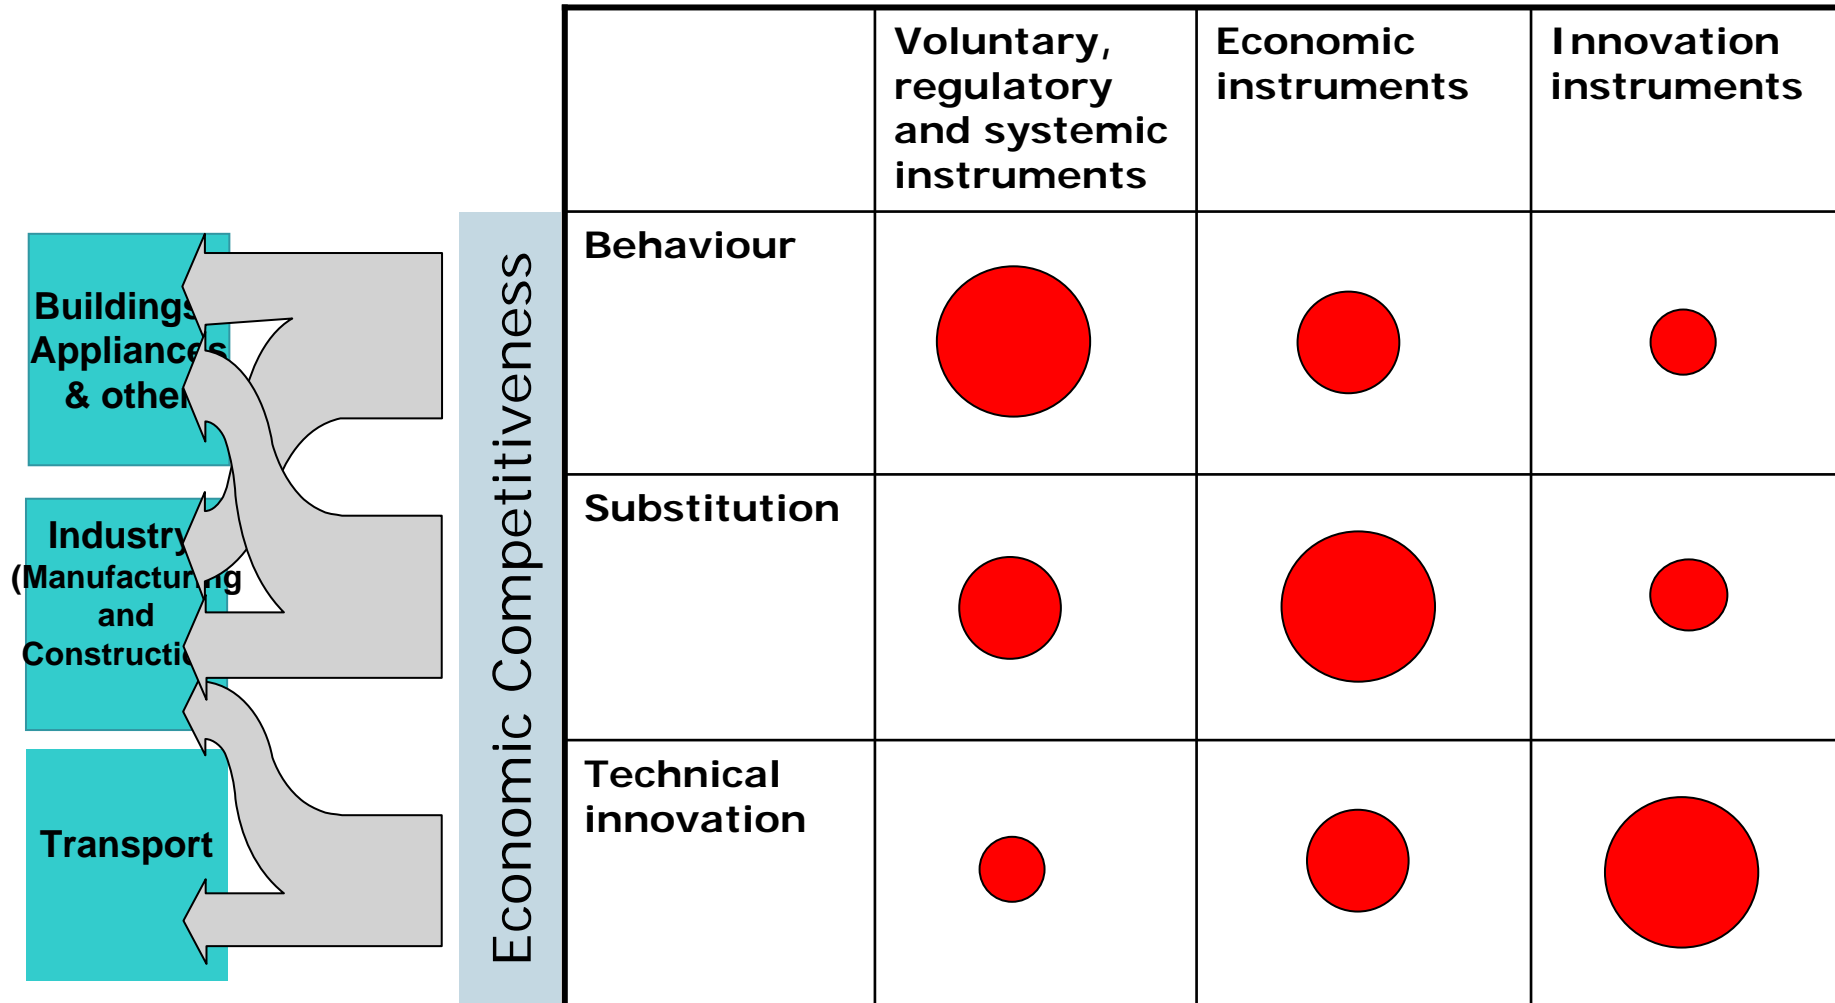 Voluntary,
regulatory
and systemic
instruments
Economic
instruments
Innovation
instruments
Behaviour
Substitution
Technical
innovation
Economic Competitiveness
Buildings
Appliances
& other
Industry
(Manufacturing
and
Construction
Transport